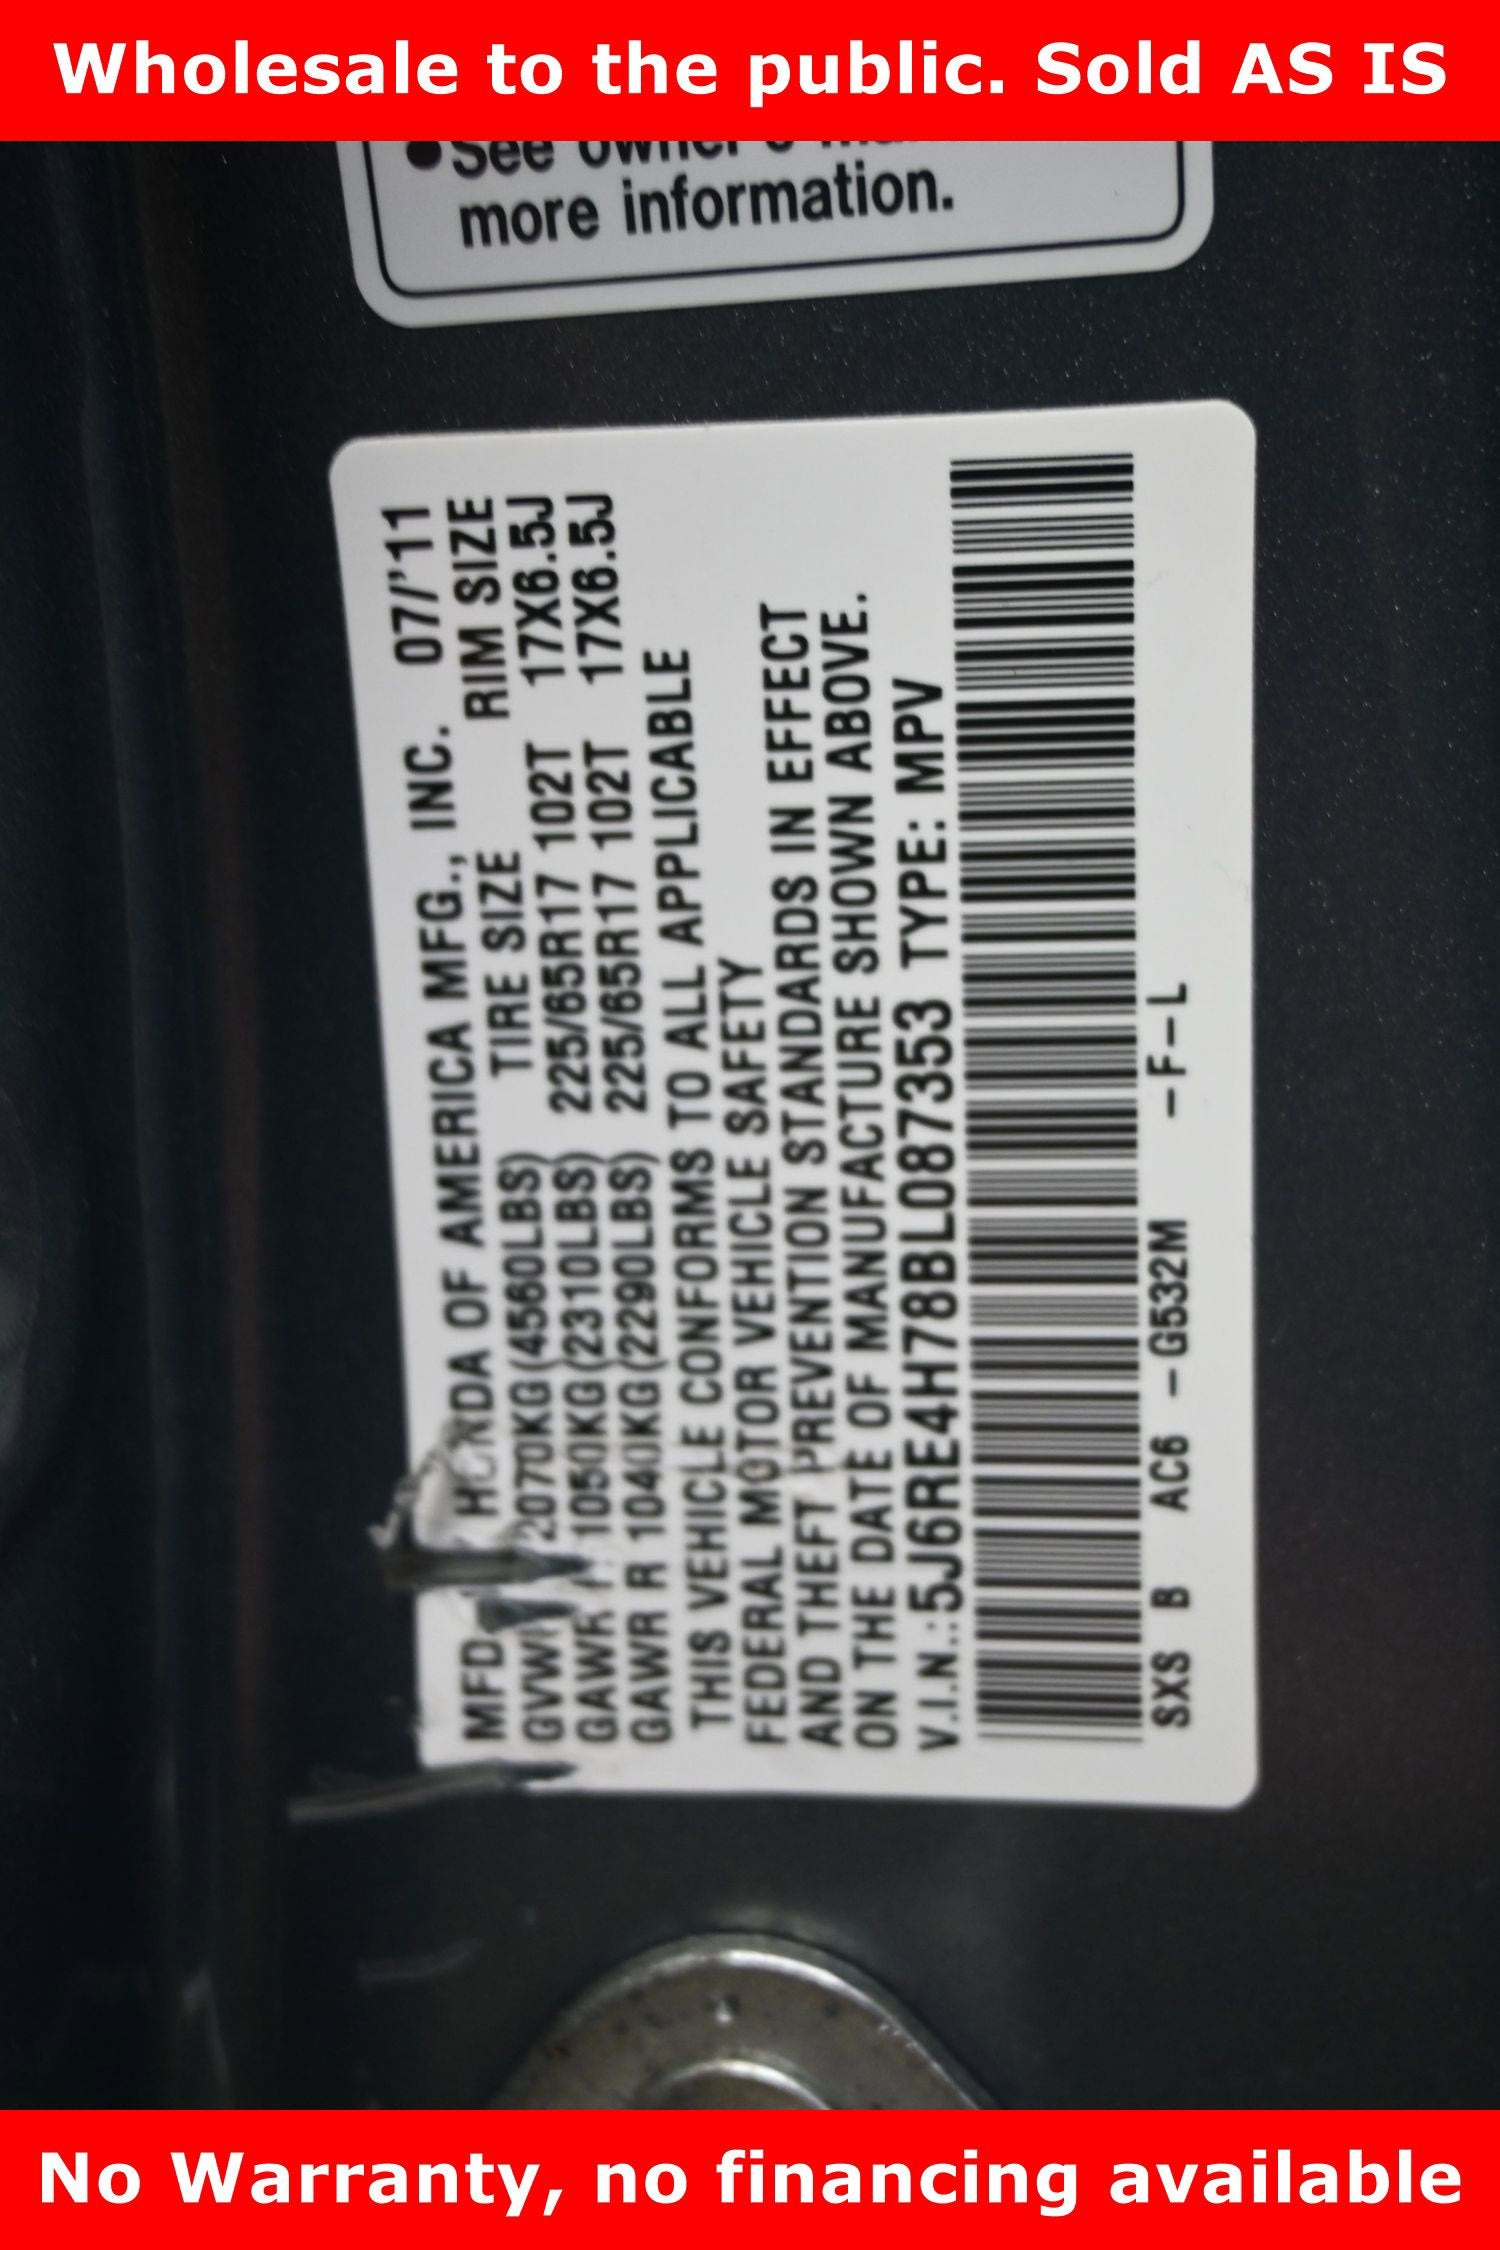 Wholesale to the public. Sold AS IS
•See owner's
more information.
MFD HONDA OF AMERICA MFG., INC. 07/'11
TIRE SIZE RIM SIZE
GVWR 2070KG(4560LBS)
GAWR F 1050KG(2310LBS) 225/65R17 102T 17X6.5J
GAWR R 1040KG(2290LBS) 225/65R17 102T 17X6.5J
THIS VEHICLE CONFORMS TO ALL APPLICABLE
FEDERAL MOTOR VEHICLE SAFETY
AND THEFT PREVENTION STANDARDS IN EFFECT
ON THE DATE OF MANUFACTURE SHOWN ABOVE.
V.I.N.:5J6RE4H78BL087353 TYPE: MPV
SXS B AC6 -G532M -F-L
No Warranty, no financing available